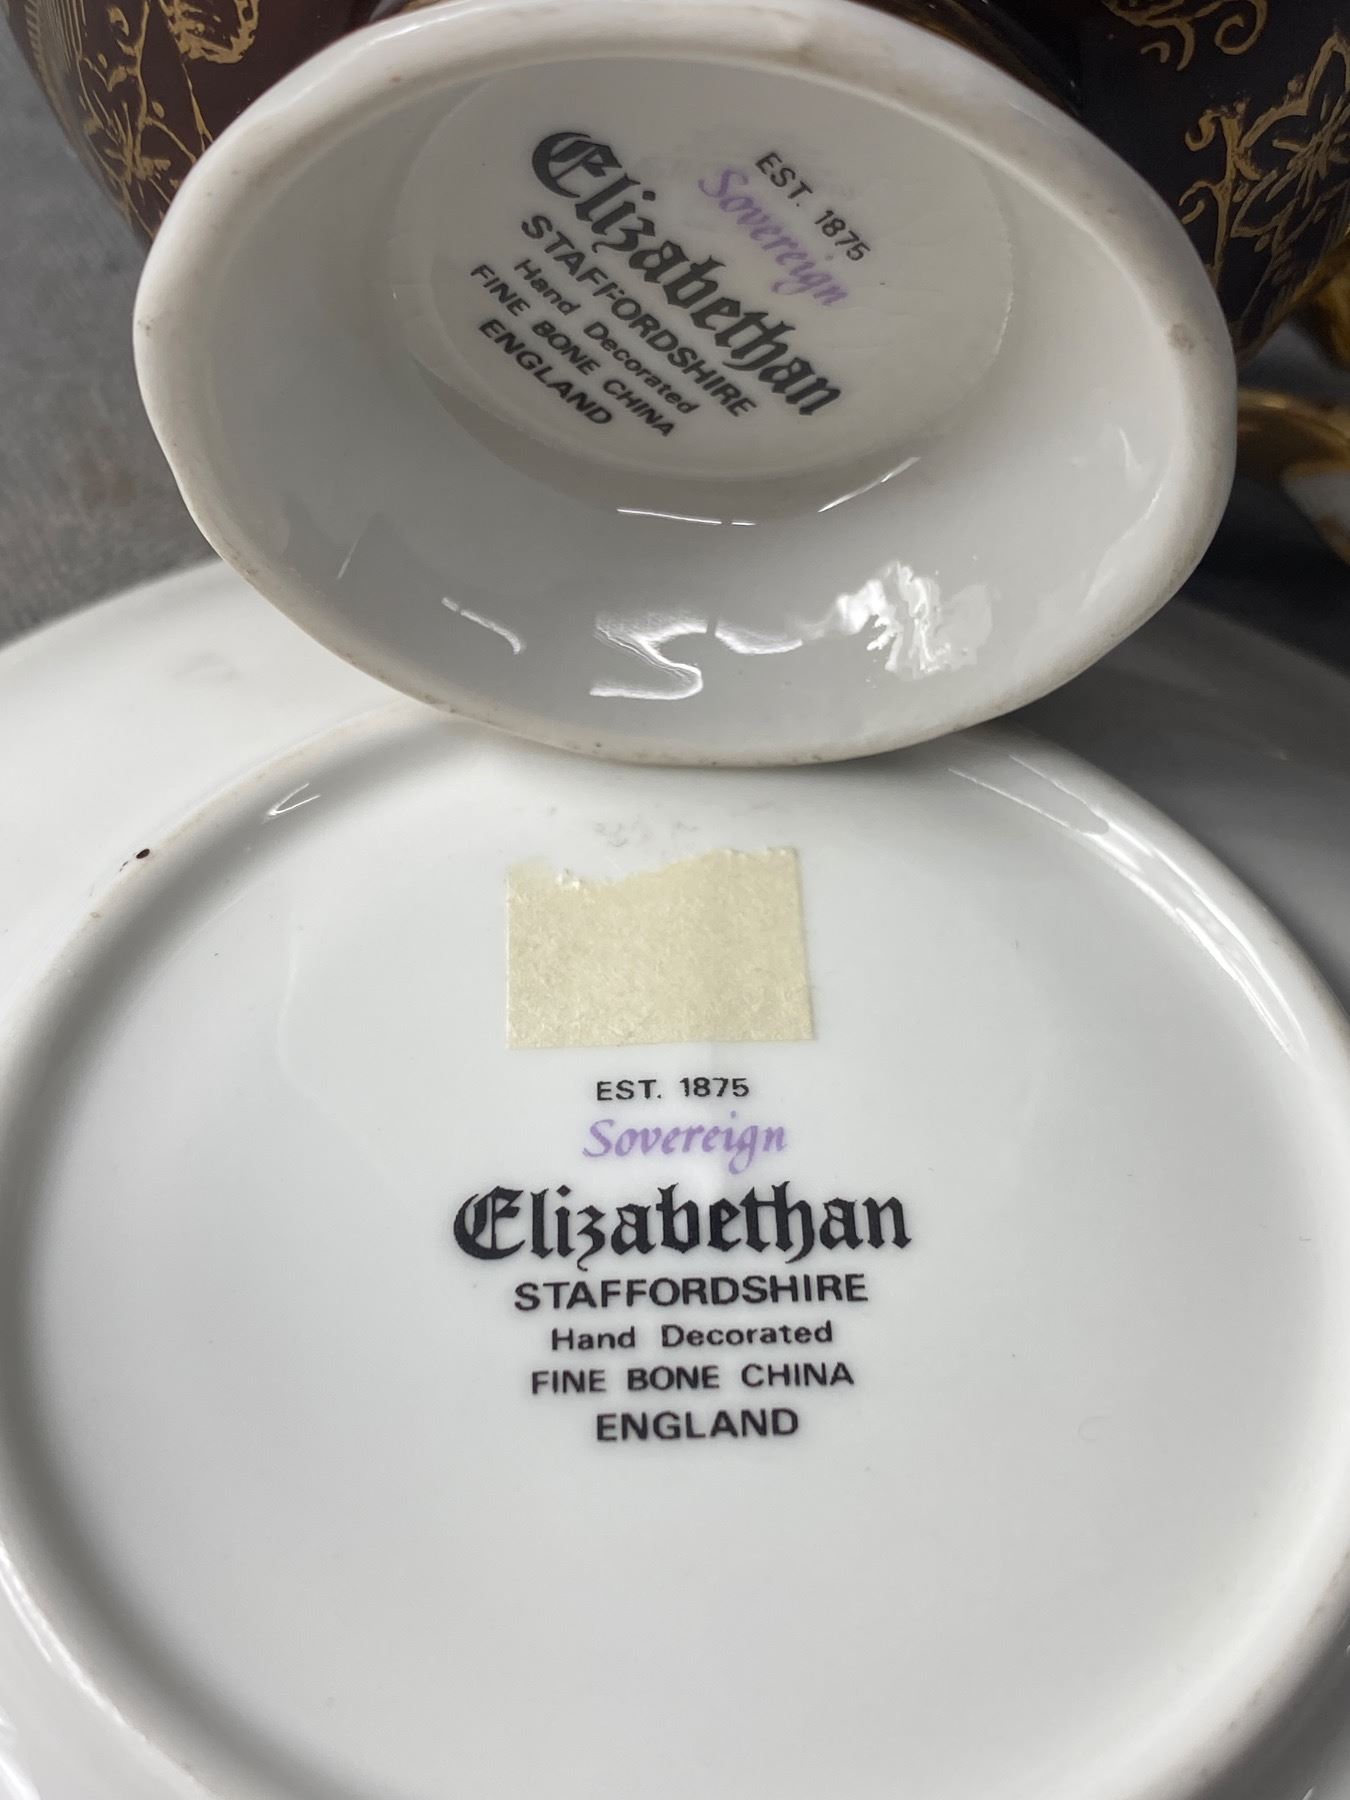 EST. 1875
Sovereign
Elizabethan
STAFFORDSHIRE
Hand Decorated
FINE BONE CHINA
ENGLAND
EST. 1875
Sovereign
Elizabethan
STAFFORDSHIRE
Hand Decorated
FINE BONE CHINA
ENGLAND